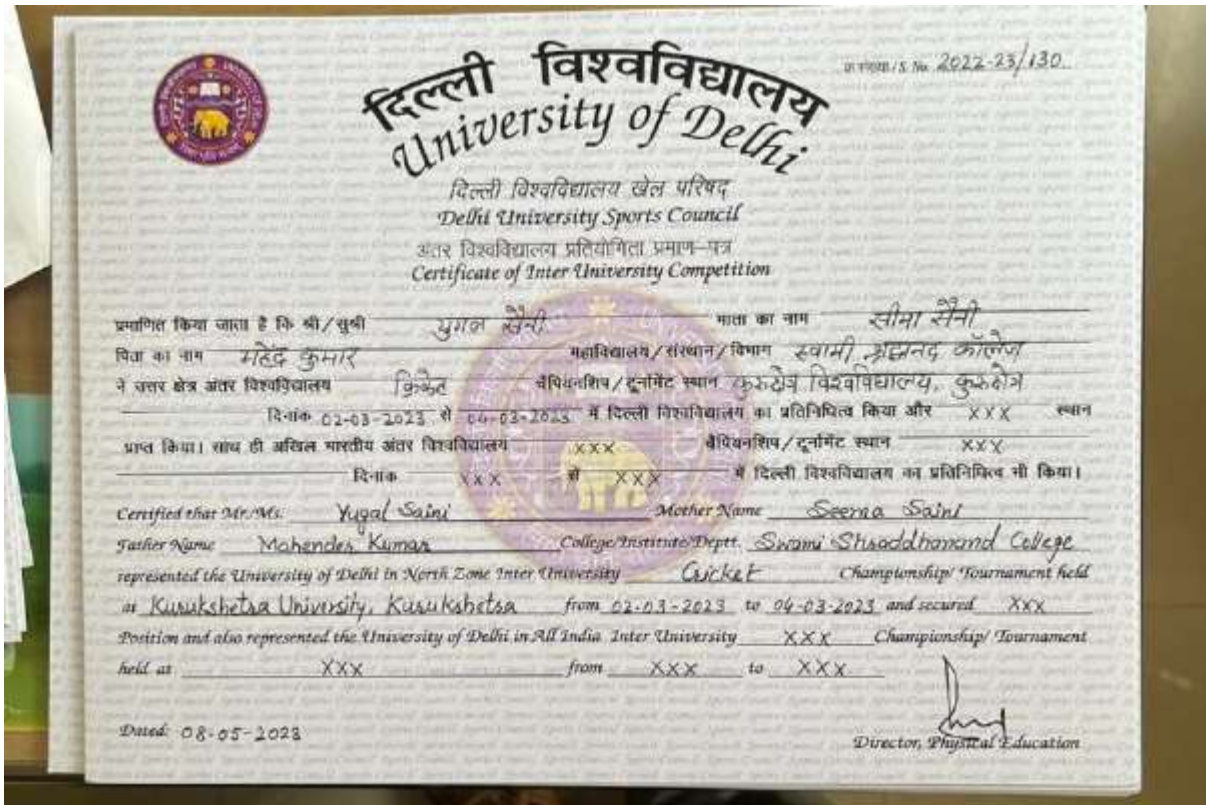 क्र. संख्या / S. No. 2022-23/130
दिल्ली विश्वविद्यालय
University of Delhi
दिल्ली विश्वविद्यालय खेल परिषद्
Delhi University Sports Council
अंतर विश्वविद्यालय प्रतियोगिता प्रमाण-पत्र
Certificate of Inter University Competition
प्रमाणित किया जाता है कि श्री/सुश्री युगल सैनी माता का नाम सीमा सैनी
पिता का नाम महेंद्र कुमार महाविद्यालय/संस्थान/विभाग स्वामी श्रद्धानंद कॉलेज
ने उत्तर क्षेत्र अंतर विश्वविद्यालय क्रिकेट चैंपियनशिप/टूर्नामेंट स्थान कुरुक्षेत्र विश्वविद्यालय, कुरुक्षेत्र
दिनांक 02-03-2023 से 04-03-2023 में दिल्ली विश्वविद्यालय का प्रतिनिधित्व किया और XXX स्थान
प्राप्त किया। साथ ही अखिल भारतीय अंतर विश्वविद्यालय XXX चैंपियनशिप/टूर्नामेंट स्थान XXX
दिनांक XXX से XXX में दिल्ली विश्वविद्यालय का प्रतिनिधित्व भी किया।
Certified that Mr./Ms. Yugal Saini Mother Name Seema Saini
Father Name Mahender Kumar College/Institute/Deptt. Swami Shraddhanand College
represented the University of Delhi in North Zone Inter University Cricket Championship/ Tournament held
at Kurukshetra University, Kurukshetra from 02-03-2023 to 04-03-2023 and secured XXX
Position and also represented the University of Delhi in All India Inter University XXX Championship/ Tournament
held at XXX from XXX to XXX
Dated: 08-05-2023
Director, Physical Education